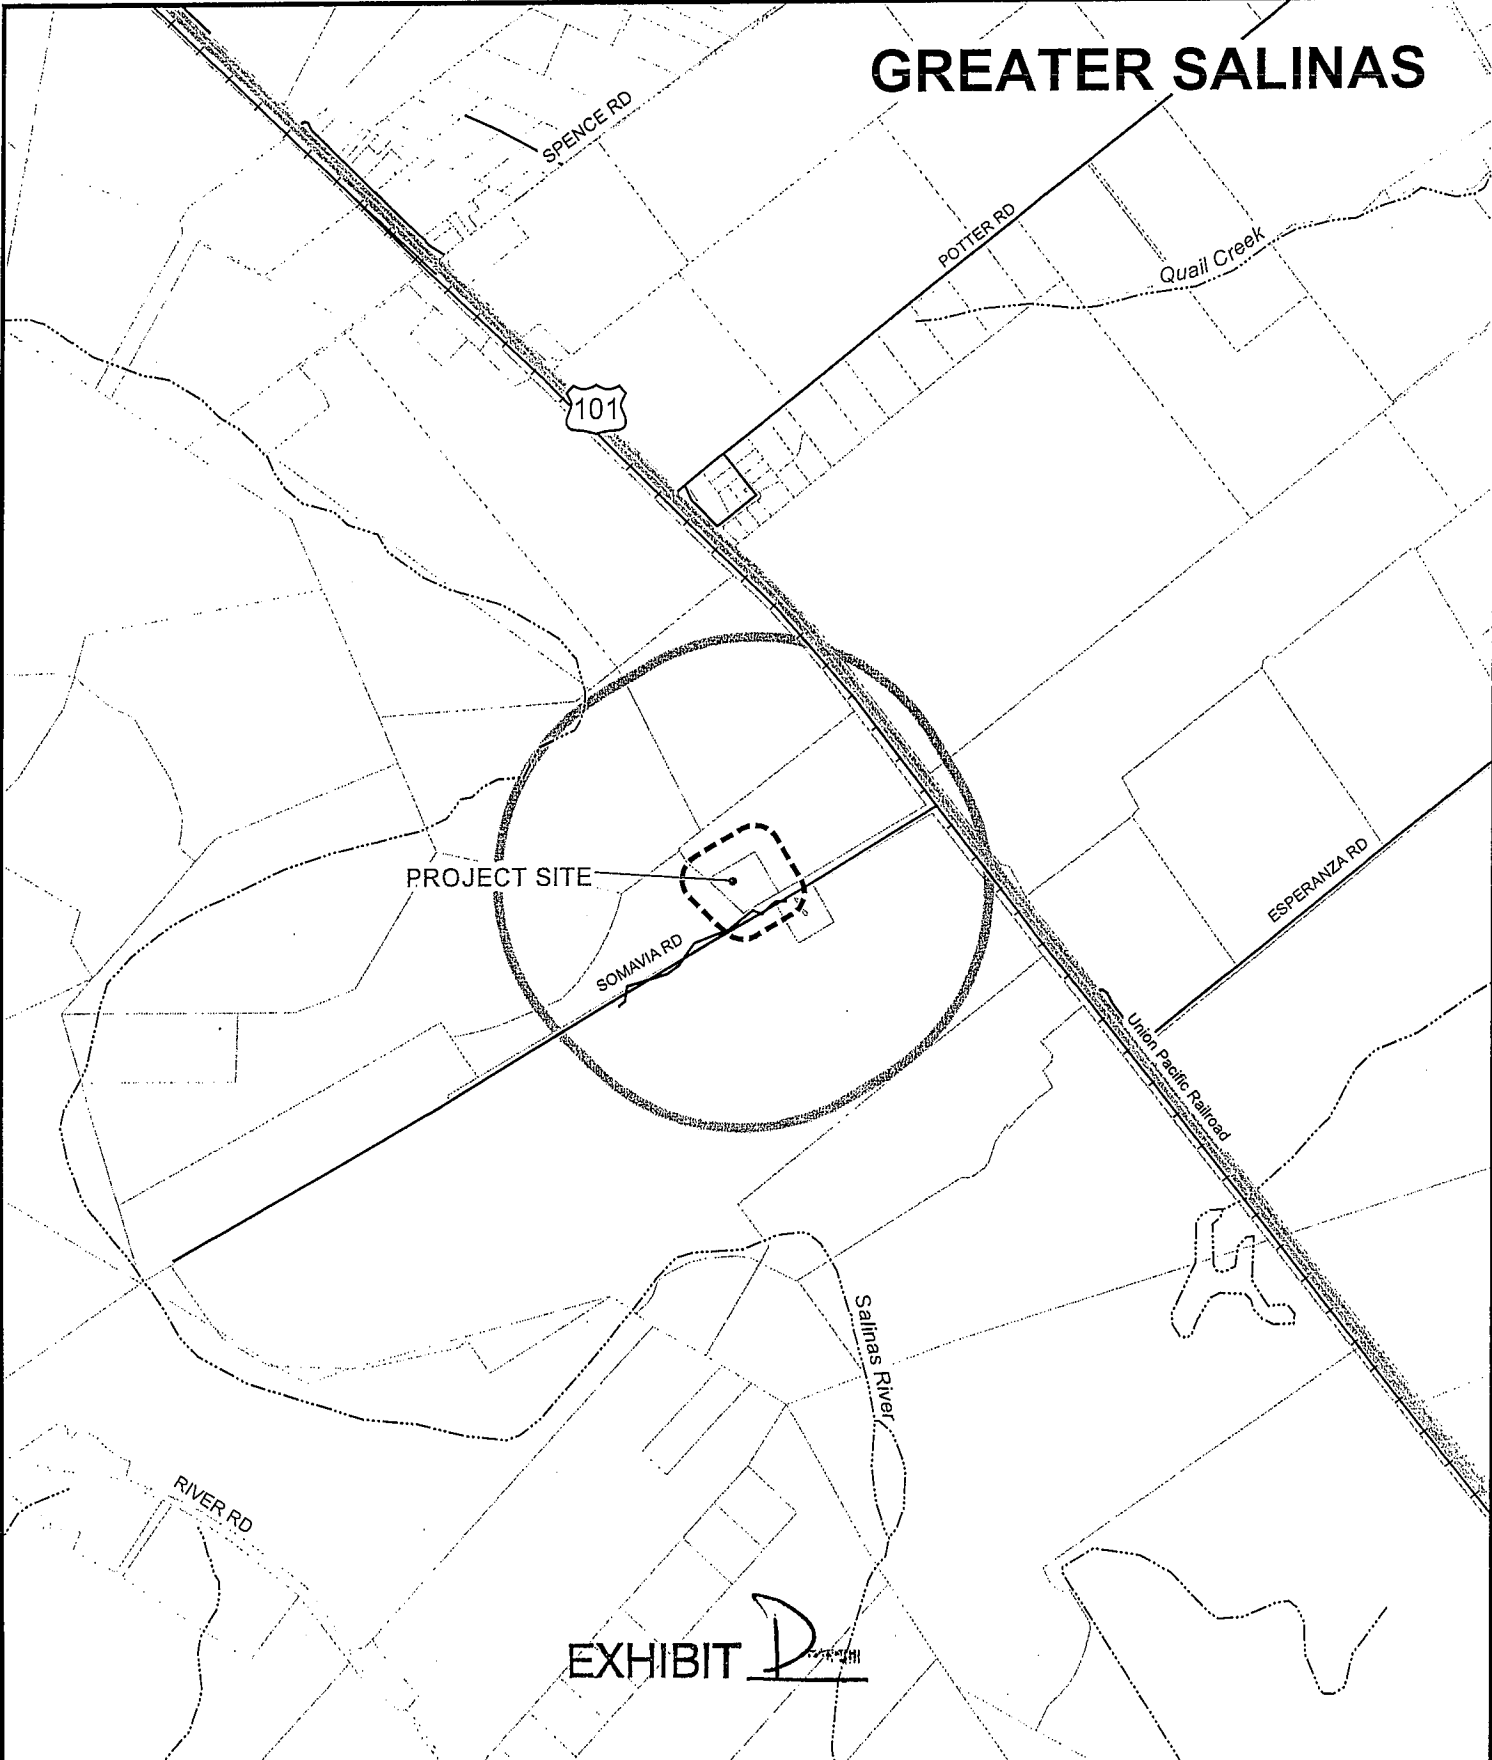 GREATER SALINAS
SPENCE RD
POTTER RD
Quail Creek
101
PROJECT SITE
SOMAVIA RD
ESPERANZA RD
Union Pacific Railroad
Salinas River
RIVER RD
EXHIBIT D